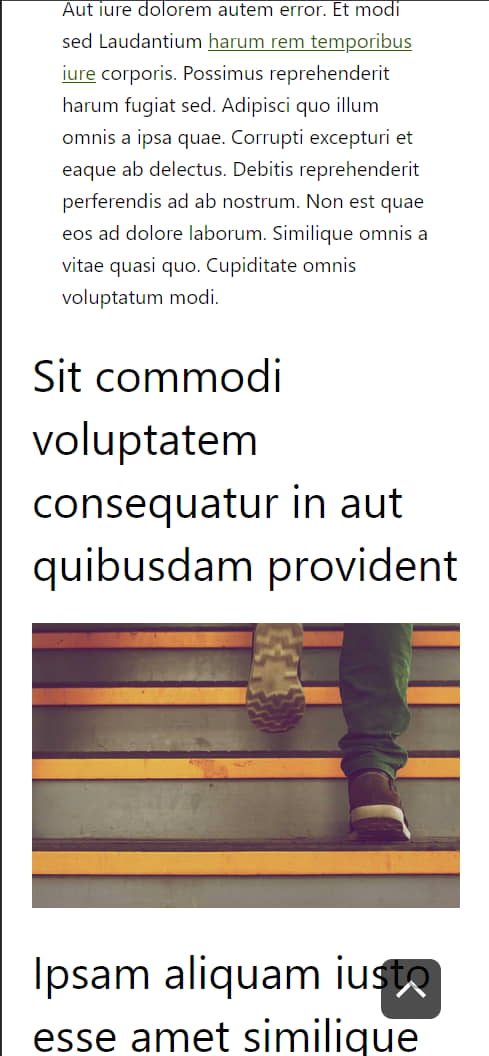 Aut iure dolorem autem error. Et modi
sed Laudantium harum rem temporibus
iure corporis. Possimus reprehenderit
harum fugiat sed. Adipisci quo illum
omnis a ipsa quae. Corrupti excepturi et
eaque ab delectus. Debitis reprehenderit
perferendis ad ab nostrum. Non est quae
eos ad dolore laborum. Similique omnis a
vitae quasi quo. Cupiditate omnis
voluptatum modi.
Sit commodi
voluptatem
consequatur in aut
quibusdam provident
Ipsam aliquam iusto
esse amet similique